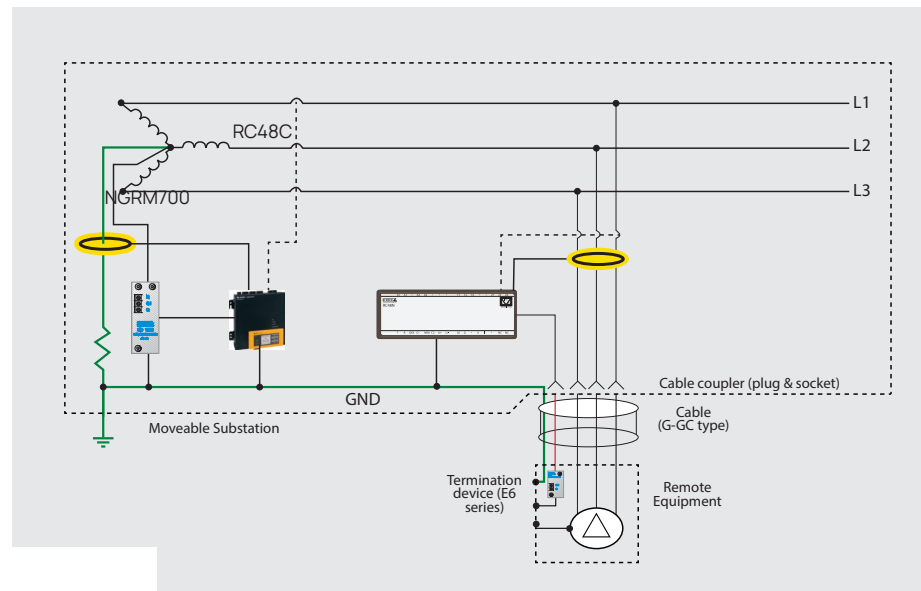 L1
RC48C
L2
NGRM700
L3
GND
Cable coupler (plug & socket)
Moveable Substation
Cable
(G-GC type)
Termination
device (E6
series)
Remote
Equipment